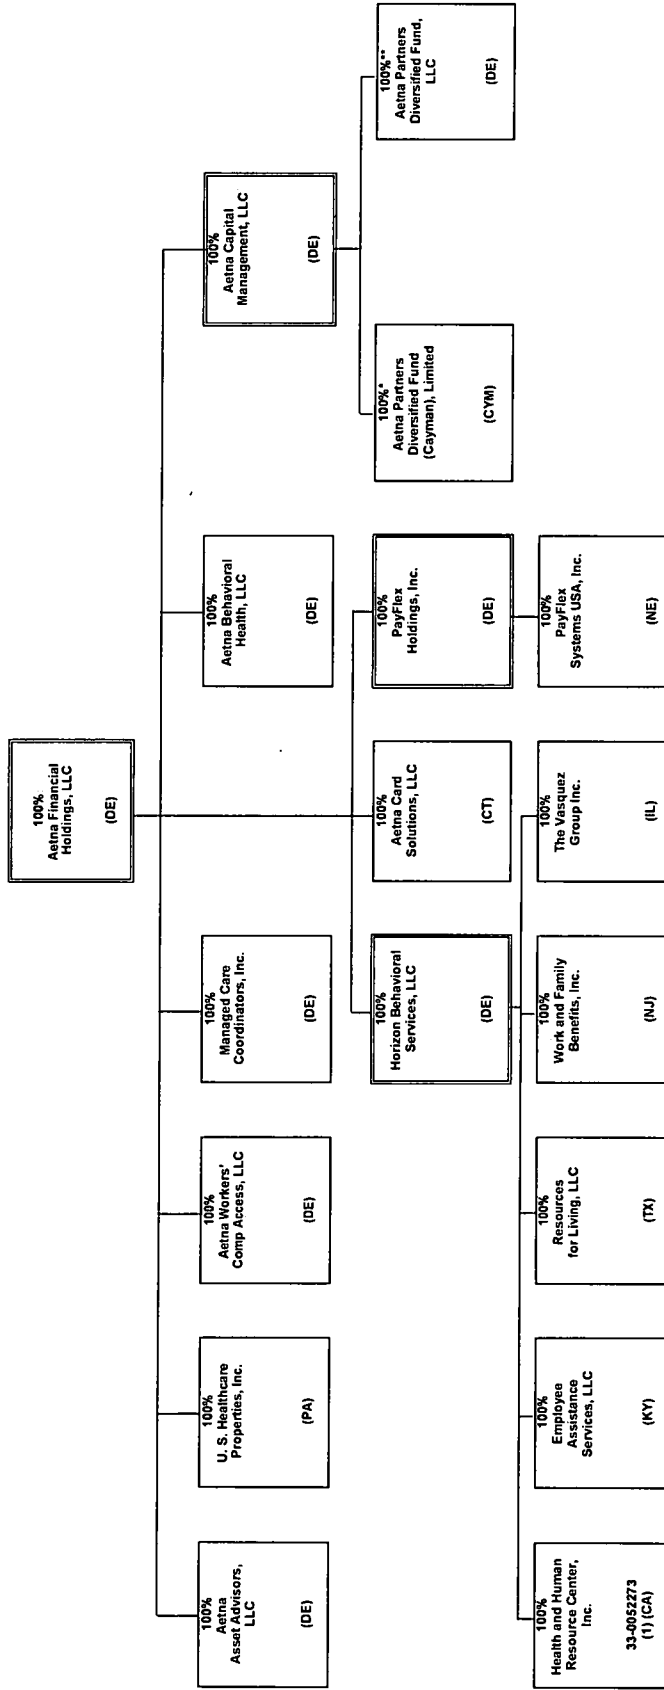 100%
Aetna Financial
Holdings, LLC
(DE)
100%
Aetna
Asset Advisors,
LLC
(DE)
100%
U. S. Healthcare
Properties, Inc.
(PA)
100%
Aetna Workers'
Comp Access, LLC
(DE)
100%
Managed Care
Coordinators, Inc.
(DE)
100%
Aetna Behavioral
Health, LLC
(DE)
100%
Aetna Capital
Management, LLC
(DE)
100%
Horizon Behavioral
Services, LLC
(DE)
100%
Aetna Card
Solutions, LLC
(CT)
100%
PayFlex
Holdings, Inc.
(DE)
100%*
Aetna Partners
Diversified Fund
(Cayman), Limited
(CYM)
100%**
Aetna Partners
Diversified Fund,
LLC
(DE)
100%
Health and Human
Resource Center,
Inc.
33-0052273
(1) (CA)
100%
Employee
Assistance
Services, LLC
(KY)
100%
Resources
for Living, LLC
(TX)
100%
Work and Family
Benefits, Inc.
(NJ)
100%
The Vasquez
Group Inc.
(IL)
100%
PayFlex
Systems USA, Inc.
(NE)